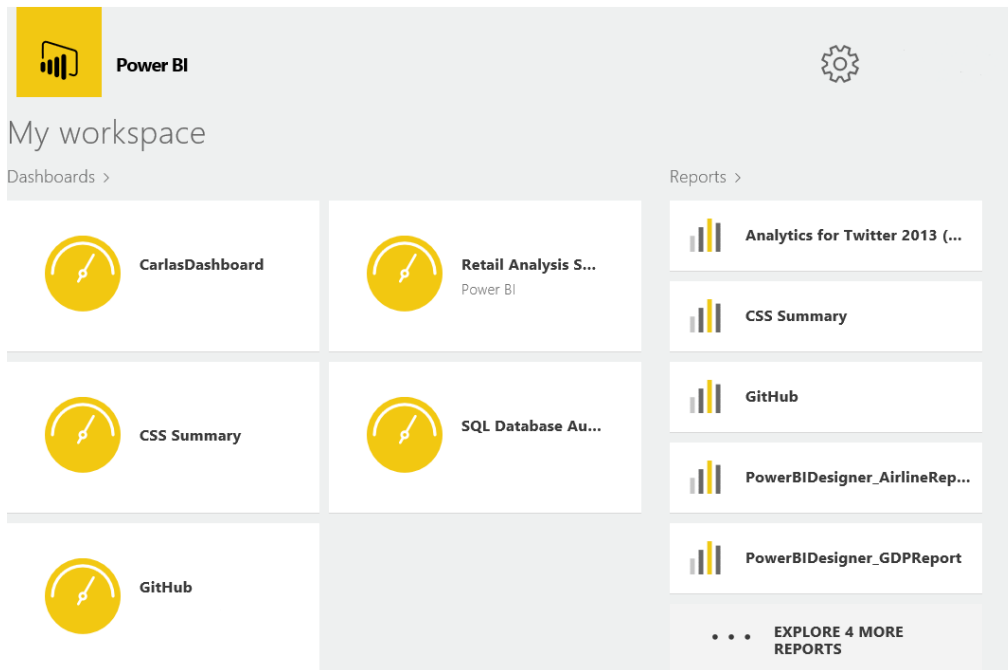 Power BI
My workspace
Dashboards >
CarlasDashboard
Retail Analysis S...
Power BI
CSS Summary
SQL Database Au...
GitHub
Reports >
Analytics for Twitter 2013 (...
CSS Summary
GitHub
PowerBIDesigner_AirlineRep...
PowerBIDesigner_GDPReport
EXPLORE 4 MORE
REPORTS